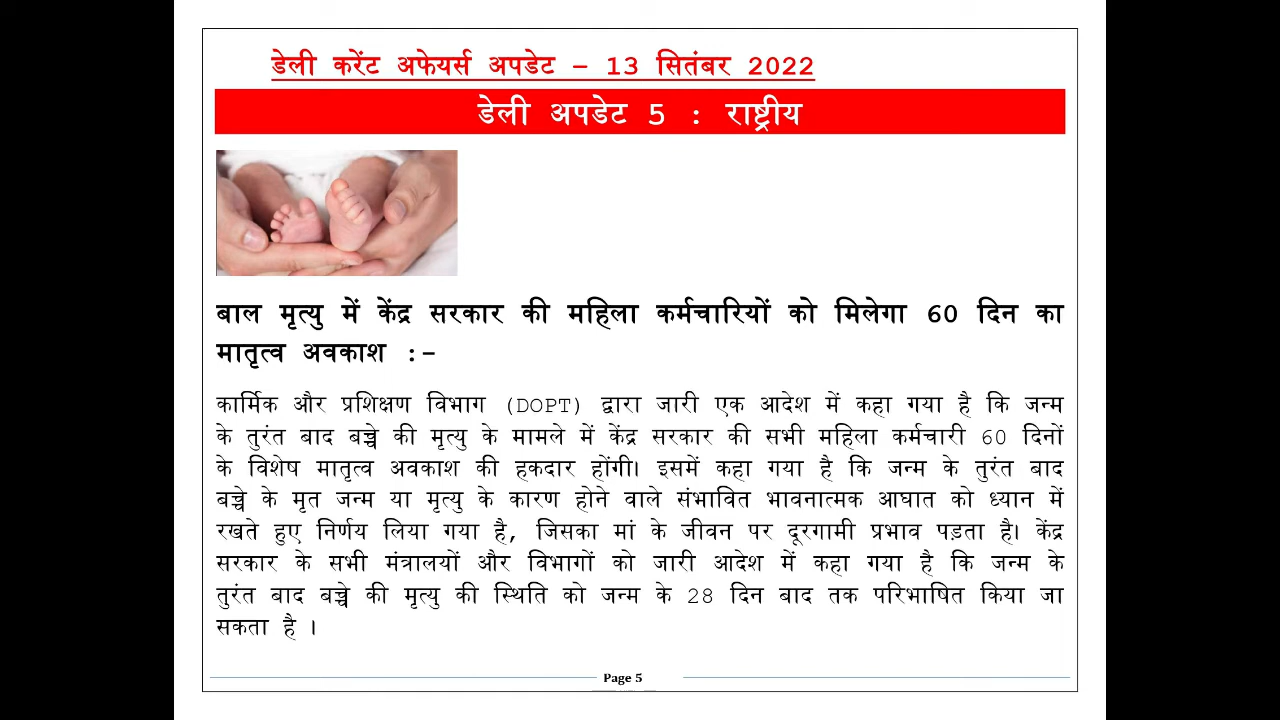 डेली करेंट अफेयर्स अपडेट – 13 सितंबर 2022
डेली अपडेट 5 : राष्ट्रीय
बाल मृत्यु में केंद्र सरकार की महिला कर्मचारियों को मिलेगा 60 दिन का
मातृत्व अवकाश :-
कार्मिक और प्रशिक्षण विभाग (DOPT) द्वारा जारी एक आदेश में कहा गया है कि जन्म
के तुरंत बाद बच्चे की मृत्यु के मामले में केंद्र सरकार की सभी महिला कर्मचारी 60 दिनों
के विशेष मातृत्व अवकाश की हकदार होंगी। इसमें कहा गया है कि जन्म के तुरंत बाद
बच्चे के मृत जन्म या मृत्यु के कारण होने वाले संभावित भावनात्मक आघात को ध्यान में
रखते हुए निर्णय लिया गया है, जिसका मां के जीवन पर दूरगामी प्रभाव पड़ता है। केंद्र
सरकार के सभी मंत्रालयों और विभागों को जारी आदेश में कहा गया है कि जन्म के
तुरंत बाद बच्चे की मृत्यु की स्थिति को जन्म के 28 दिन बाद तक परिभाषित किया जा
सकता है ।
Page 5